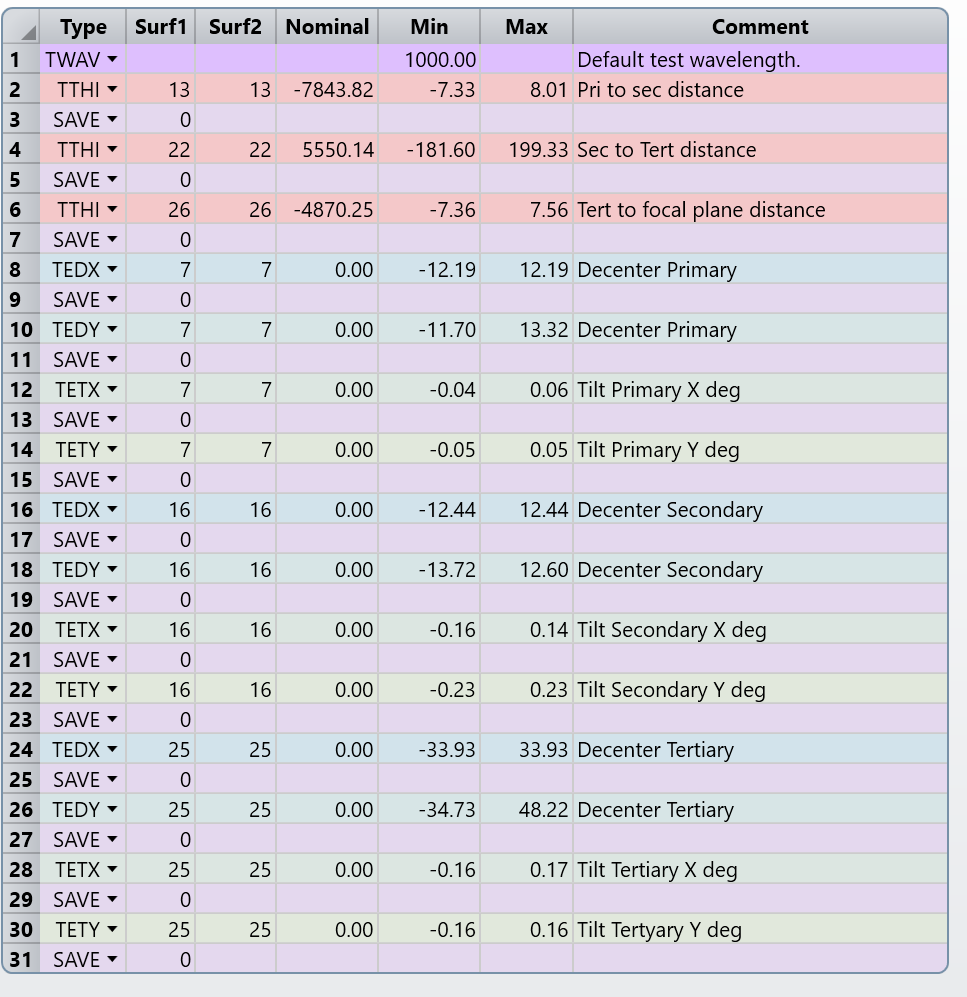 Type Surf1 Surf2 Nominal Min Max Comment
1 TWAV 1000.00 Default test wavelength.
2 TTHI 13 13 -7843.82 -7.33 8.01 Pri to sec distance
3 SAVE 0
4 TTHI 22 22 5550.14 -181.60 199.33 Sec to Tert distance
5 SAVE 0
6 TTHI 26 26 -4870.25 -7.36 7.56 Tert to focal plane distance
7 SAVE 0
8 TEDX 7 7 0.00 -12.19 12.19 Decenter Primary
9 SAVE 0
10 TEDY 7 7 0.00 -11.70 13.32 Decenter Primary
11 SAVE 0
12 TETX 7 7 0.00 -0.04 0.06 Tilt Primary X deg
13 SAVE 0
14 TETY 7 7 0.00 -0.05 0.05 Tilt Primary Y deg
15 SAVE 0
16 TEDX 16 16 0.00 -12.44 12.44 Decenter Secondary
17 SAVE 0
18 TEDY 16 16 0.00 -13.72 12.60 Decenter Secondary
19 SAVE 0
20 TETX 16 16 0.00 -0.16 0.14 Tilt Secondary X deg
21 SAVE 0
22 TETY 16 16 0.00 -0.23 0.23 Tilt Secondary Y deg
23 SAVE 0
24 TEDX 25 25 0.00 -33.93 33.93 Decenter Tertiary
25 SAVE 0
26 TEDY 25 25 0.00 -34.73 48.22 Decenter Tertiary
27 SAVE 0
28 TETX 25 25 0.00 -0.16 0.17 Tilt Tertiary X deg
29 SAVE 0
30 TETY 25 25 0.00 -0.16 0.16 Tilt Tertyary Y deg
31 SAVE 0